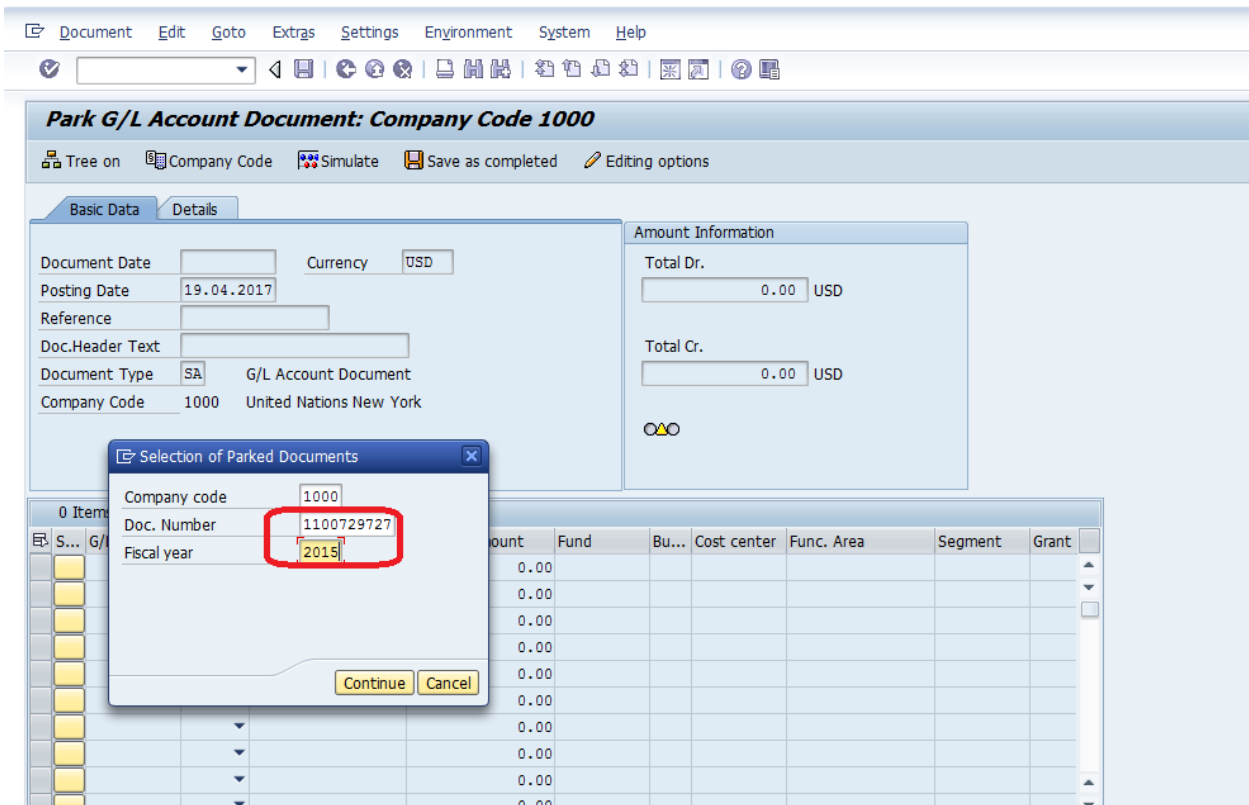 Document Edit Goto Extras Settings Environment System Help
Park G/L Account Document: Company Code 1000
Tree on Company Code Simulate Save as completed Editing options
Basic Data Details
Amount Information
Document Date Currency USD
Total Dr.
Posting Date 19.04.2017
0.00 USD
Reference
Doc.Header Text
Total Cr.
Document Type SA G/L Account Document
0.00 USD
Company Code 1000 United Nations New York
Selection of Parked Documents
Company code 1000
Doc. Number 1100729727
Fiscal year 2015
Continue Cancel
0 Items
S... G/ ount Fund Bu... Cost center Func. Area Segment Grant
0.00
0.00
0.00
0.00
0.00
0.00
0.00
0.00
0.00
0.00